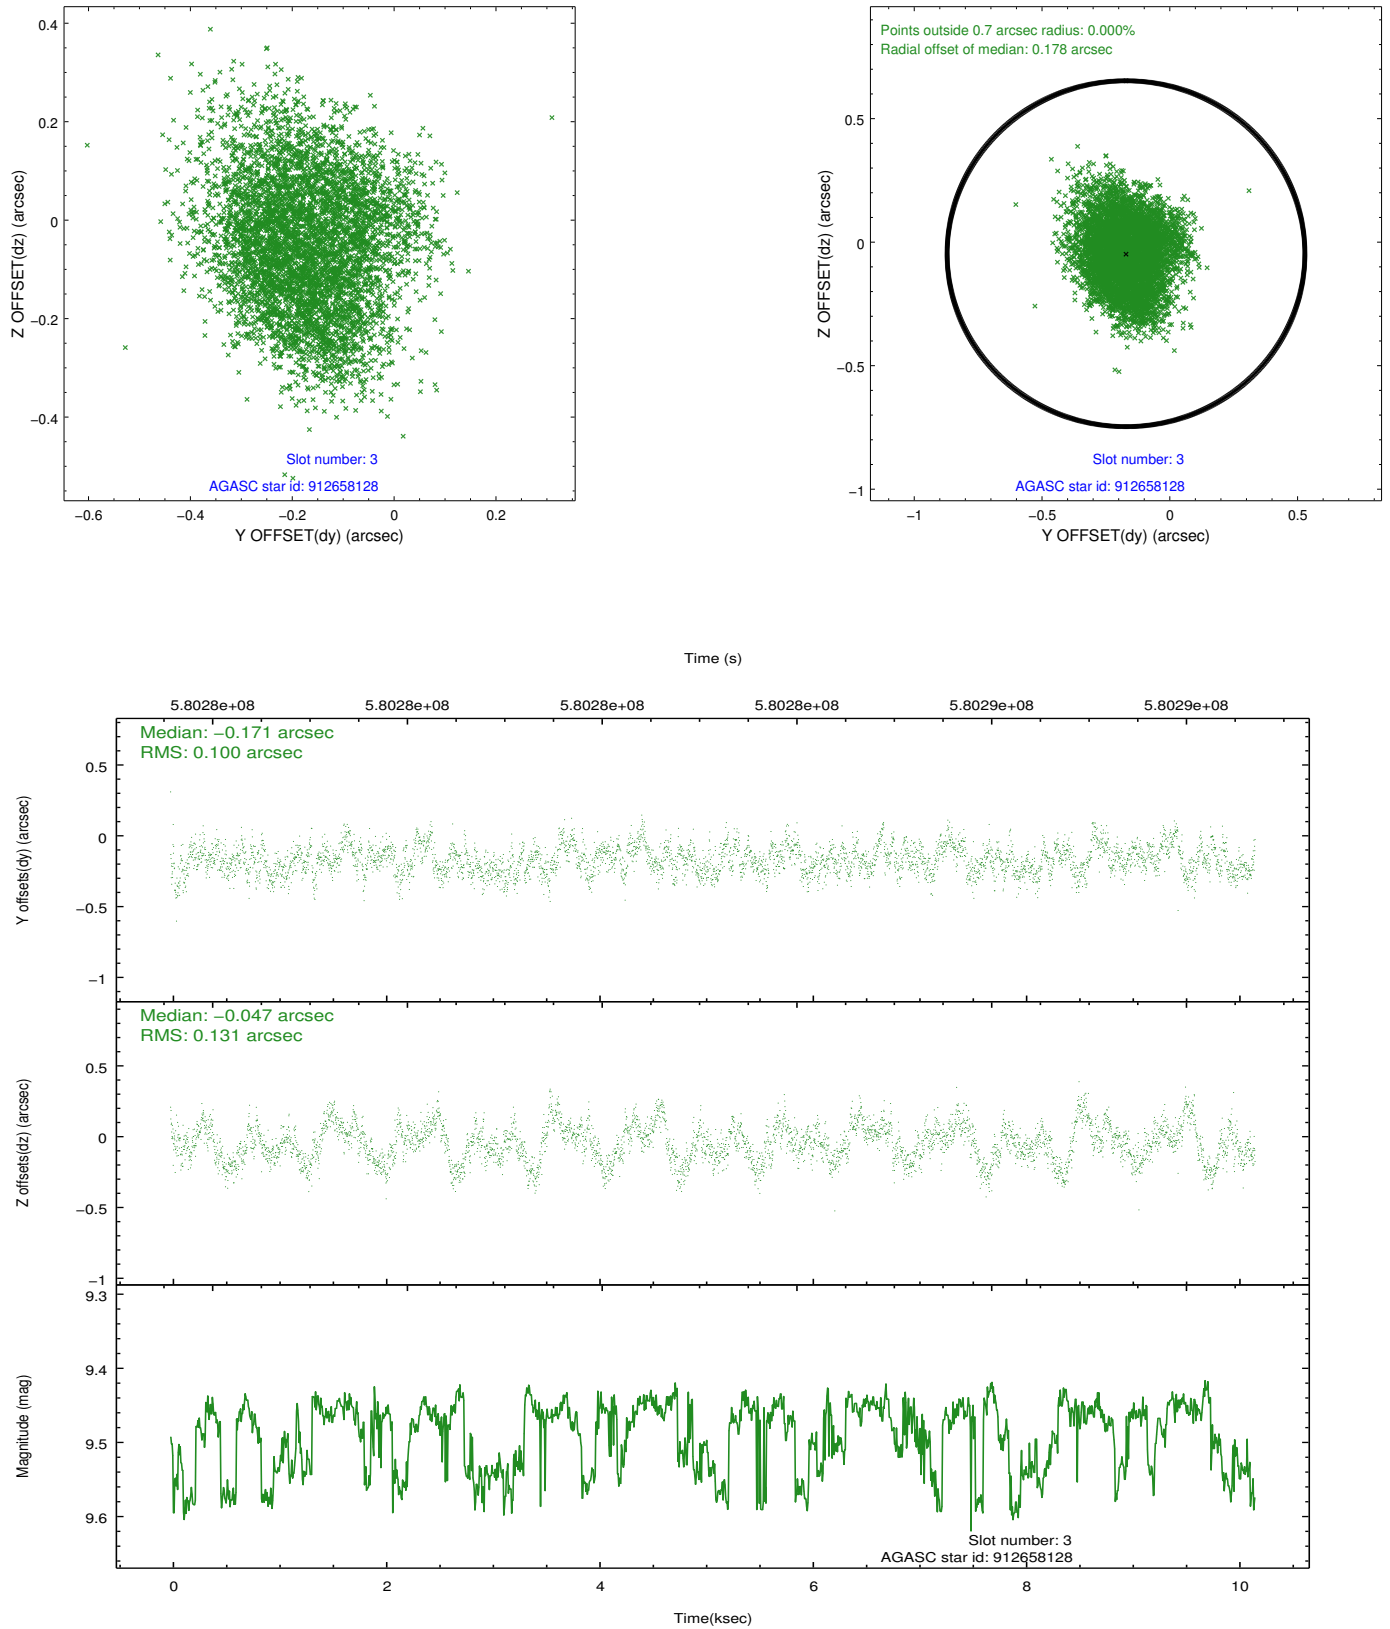 0.4
0.2
0
−0.2
−0.4
Z OFFSET(dz) (arcsec)
Slot number: 3
AGASC star id: 912658128
−0.6
−0.4
−0.2
0
0.2
Y OFFSET(dy) (arcsec)
Points outside 0.7 arcsec radius: 0.000%
Radial offset of median: 0.178 arcsec
0.5
0
−0.5
−1
Z OFFSET(dz) (arcsec)
Slot number: 3
AGASC star id: 912658128
−1
−0.5
0
0.5
Y OFFSET(dy) (arcsec)
Time (s)
5.8028e+08 5.8028e+08 5.8028e+08 5.8028e+08 5.8029e+08 5.8029e+08
Median: −0.171 arcsec
RMS: 0.100 arcsec
0.5
0
−0.5
−1
Y offsets(dy) (arcsec)
Median: −0.047 arcsec
RMS: 0.131 arcsec
0.5
0
−0.5
−1
Z offsets(dz) (arcsec)
9.3
9.4
9.5
9.6
Magnitude (mag)
Slot number: 3
AGASC star id: 912658128
0 2 4 6 8 10
Time(ksec)